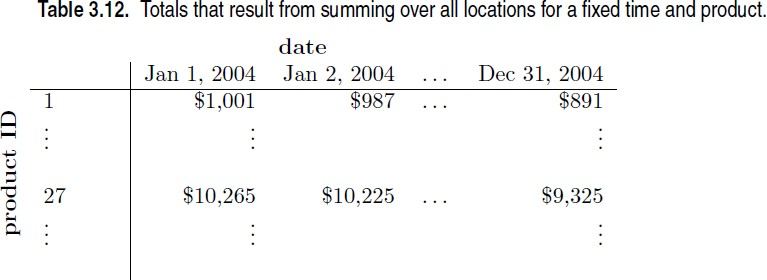 Table 3.12. Totals that result from summing over all locations for a fixed time and product.
date
Jan 1, 2004 Jan 2, 2004 ... Dec 31, 2004
product ID
1 $1,001 $987 ... $891
⋮ ⋮ ⋮
27 $10,265 $10,225 ... $9,325
⋮ ⋮ ⋮